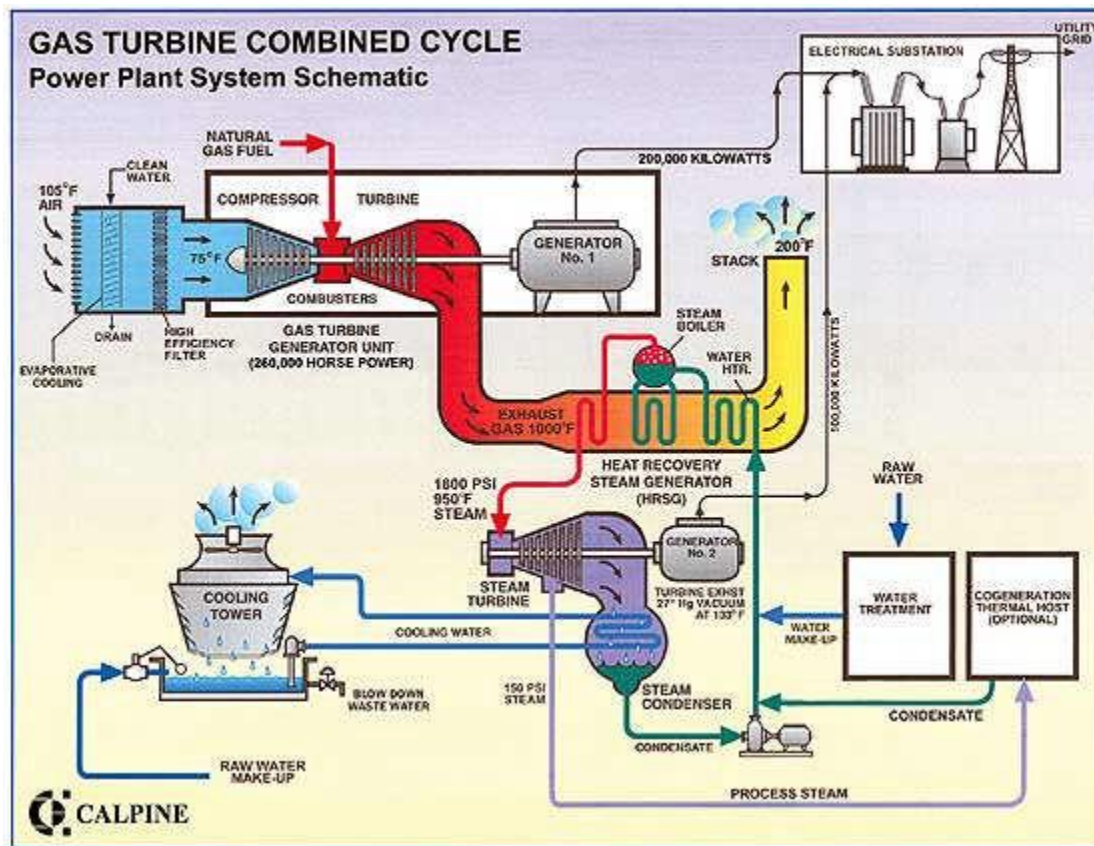 GAS TURBINE COMBINED CYCLE
Power Plant System Schematic
UTILITY
GRID
ELECTRICAL SUBSTATION
NATURAL
GAS FUEL
200,000 KILOWATTS
CLEAN
WATER
105°F
AIR
COMPRESSOR
TURBINE
75°F
GENERATOR
No. 1
200°F
STACK
COMBUSTERS
DRAIN
HIGH
EFFICIENCY
FILTER
EVAPORATIVE
COOLING
GAS TURBINE
GENERATOR UNIT
(260,000 HORSE POWER)
STEAM
BOILER
WATER
HTR.
100,000 KILOWATTS
EXHAUST
GAS 1000°F
HEAT RECOVERY
STEAM GENERATOR
(HRSG)
1800 PSI
950°F
STEAM
RAW
WATER
GENERATOR
No. 2
STEAM
TURBINE
TURBINE EXHST
27" Hg VACUUM
AT 133°F
COOLING
TOWER
COOLING WATER
WATER
TREATMENT
COGENERATION
THERMAL HOST
(OPTIONAL)
WATER
MAKE-UP
BLOW DOWN
WASTE WATER
150 PSI
STEAM
STEAM
CONDENSER
CONDENSATE
CONDENSATE
RAW WATER
MAKE-UP
PROCESS STEAM
CALPINE